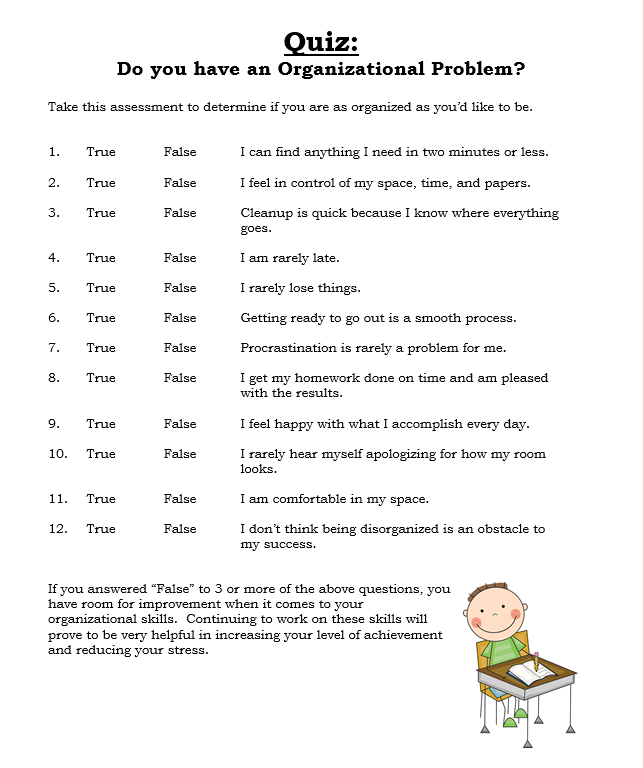 Quiz:
Do you have an Organizational Problem?
Take this assessment to determine if you are as organized as you'd like to be.
1. True False I can find anything I need in two minutes or less.
2. True False I feel in control of my space, time, and papers.
3. True False Cleanup is quick because I know where everything
goes.
4. True False I am rarely late.
5. True False I rarely lose things.
6. True False Getting ready to go out is a smooth process.
7. True False Procrastination is rarely a problem for me.
8. True False I get my homework done on time and am pleased
with the results.
9. True False I feel happy with what I accomplish every day.
10. True False I rarely hear myself apologizing for how my room
looks.
11. True False I am comfortable in my space.
12. True False I don't think being disorganized is an obstacle to
my success.
If you answered “False” to 3 or more of the above questions, you
have room for improvement when it comes to your
organizational skills.  Continuing to work on these skills will
prove to be very helpful in increasing your level of achievement
and reducing your stress.